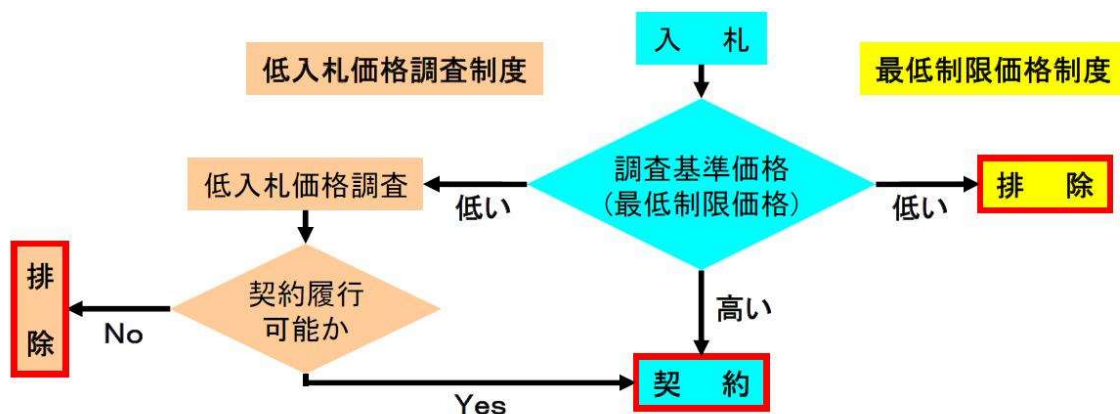 入 札
低入札価格調査制度
最低制限価格制度
調査基準価格
(最低制限価格)
低入札価格調査
低い
低い
排 除
排
除
No
契約履行
可能か
高い
契 約
Yes